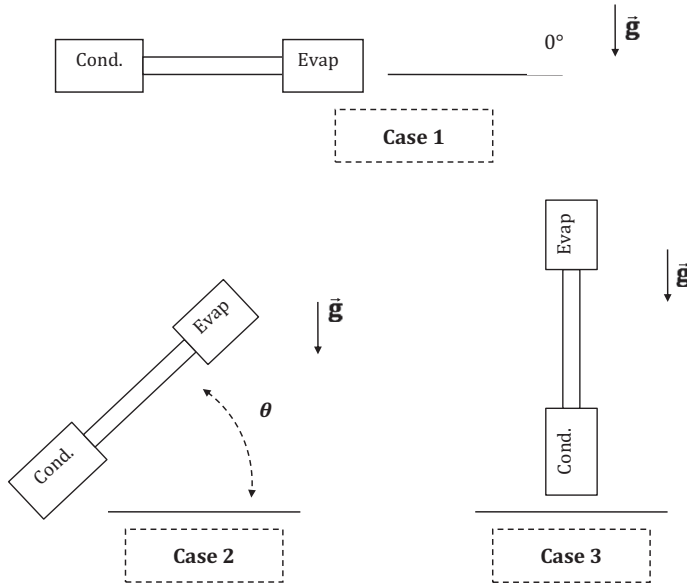 Cond.
Evap
0°
g
Case 1
Evap
Cond.
θ
g
Case 2
Evap
Cond.
g
Case 3